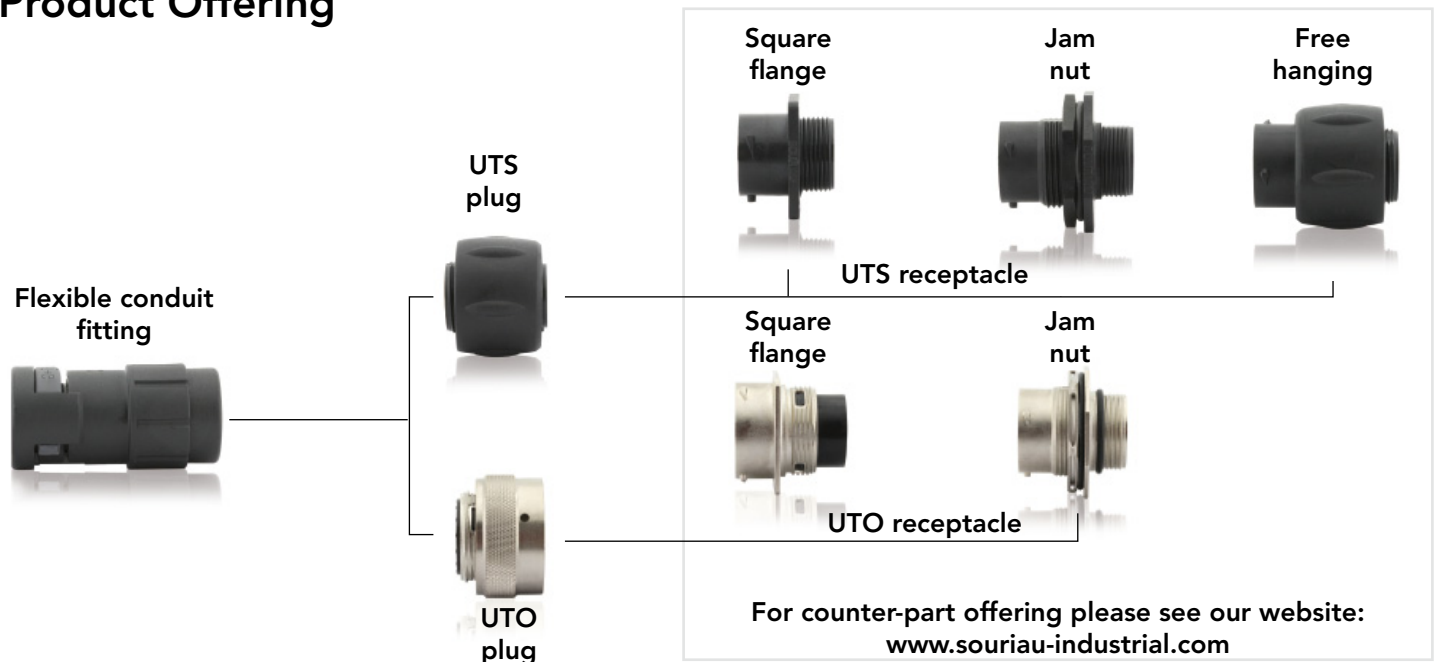 Product Offering
Square
flange
Jam
nut
Free
hanging
UTS
plug
UTS receptacle
Flexible conduit
fitting
Square
flange
Jam
nut
UTO receptacle
UTO
plug
For counter-part offering please see our website:
www.souriau-industrial.com